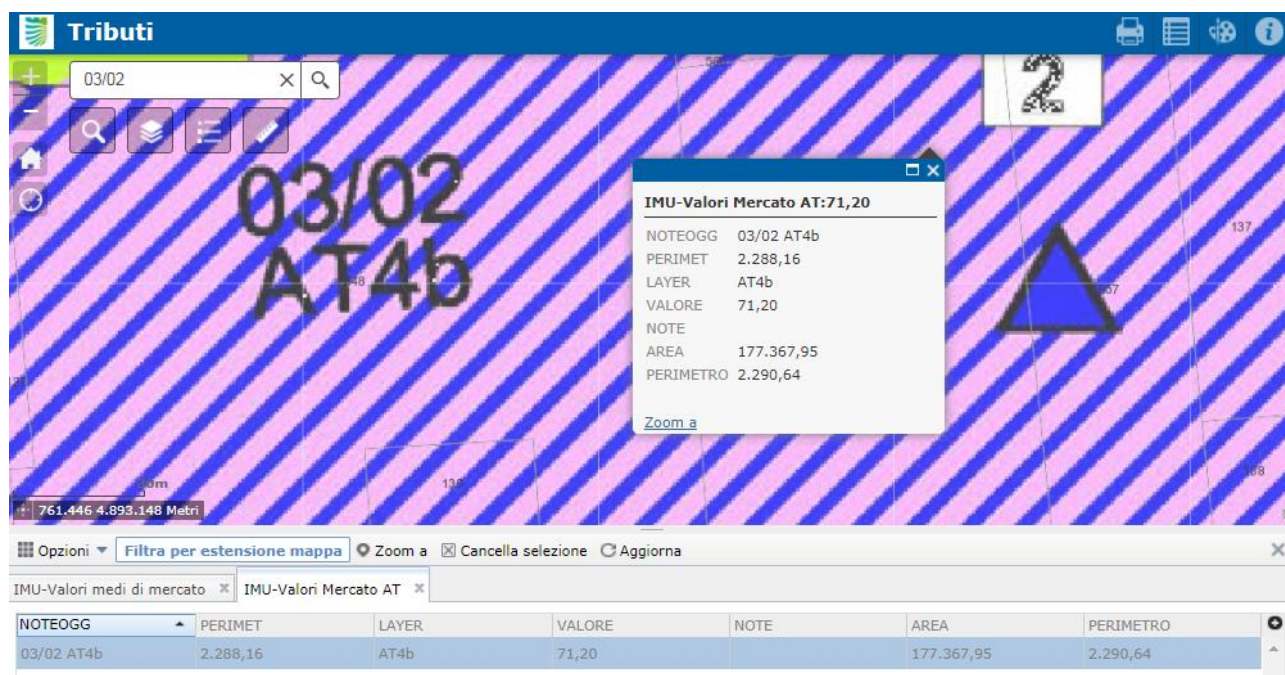 Tributi
03/02
2
03/02
AT4b
48
137
IMU-Valori Mercato AT:71,20
NOTEOGG 03/02 AT4b
PERIMET 2.288,16
LAYER AT4b
VALORE 71,20
NOTE
AREA 177.367,95
PERIMETRO 2.290,64
Zoom a
761.446 4.893.148 Metri
Opzioni Filtra per estensione mappa Zoom a Cancella selezione Aggiorna
IMU-Valori medi di mercato IMU-Valori Mercato AT
NOTEOGG PERIMET LAYER VALORE NOTE AREA PERIMETRO
03/02 AT4b 2.288,16 AT4b 71,20 177.367,95 2.290,64